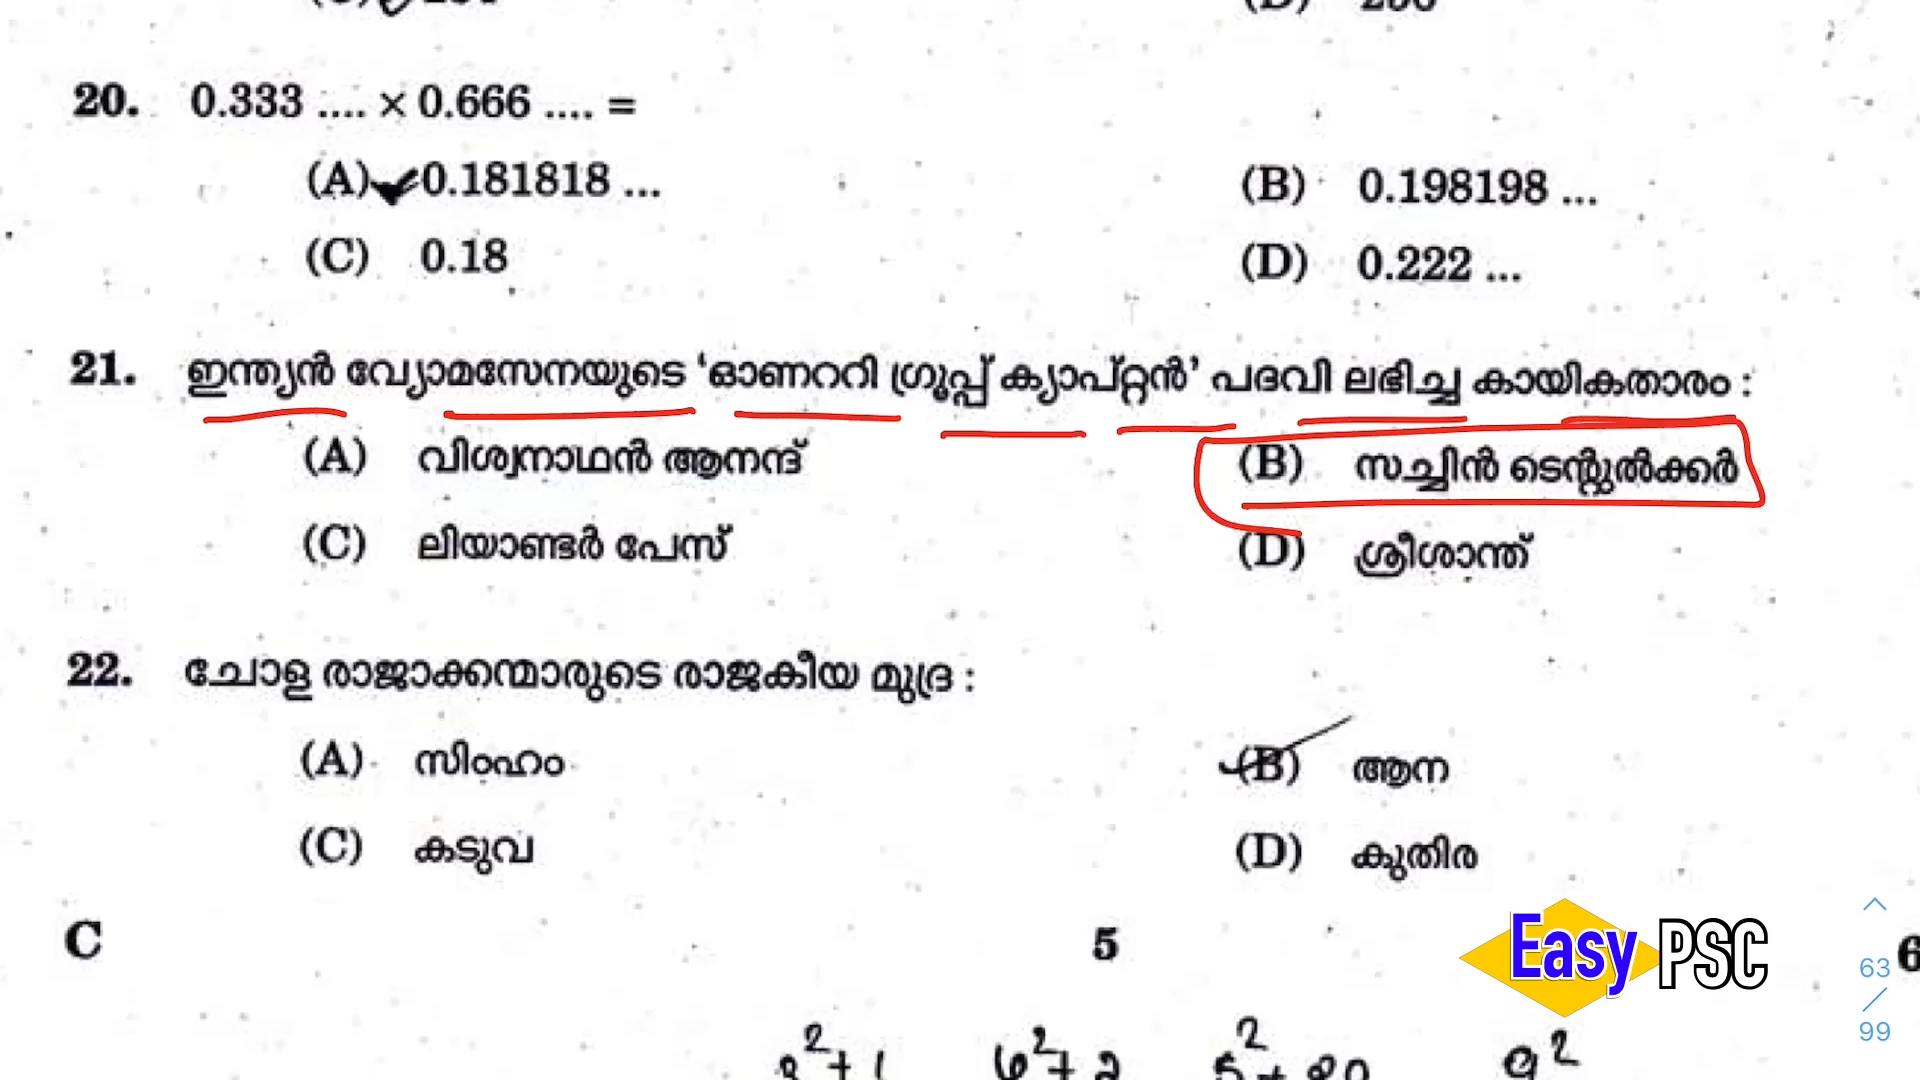 20. 0.333 .... × 0.666 .... =
(A) 0.181818 ... (B) 0.198198 ...
(C) 0.18 (D) 0.222 ...
21. ഇന്ത്യൻ വ്യോമസേനയുടെ ‘ഓണററി ഗ്രൂപ്പ് ക്യാപ്റ്റൻ’ പദവി ലഭിച്ച കായികതാരം :
(A) വിശ്വനാഥൻ ആനന്ദ് (B) സച്ചിൻ ടെന്റുൽക്കർ
(C) ലിയാണ്ടർ പേസ് (D) ശ്രീശാന്ത്
22. ചോള രാജാക്കന്മാരുടെ രാജകീയ മുദ്ര :
(A) സിംഹം (B) ആന
(C) കടുവ (D) കുതിര
C 5 6
Easy PSC
63
/
99